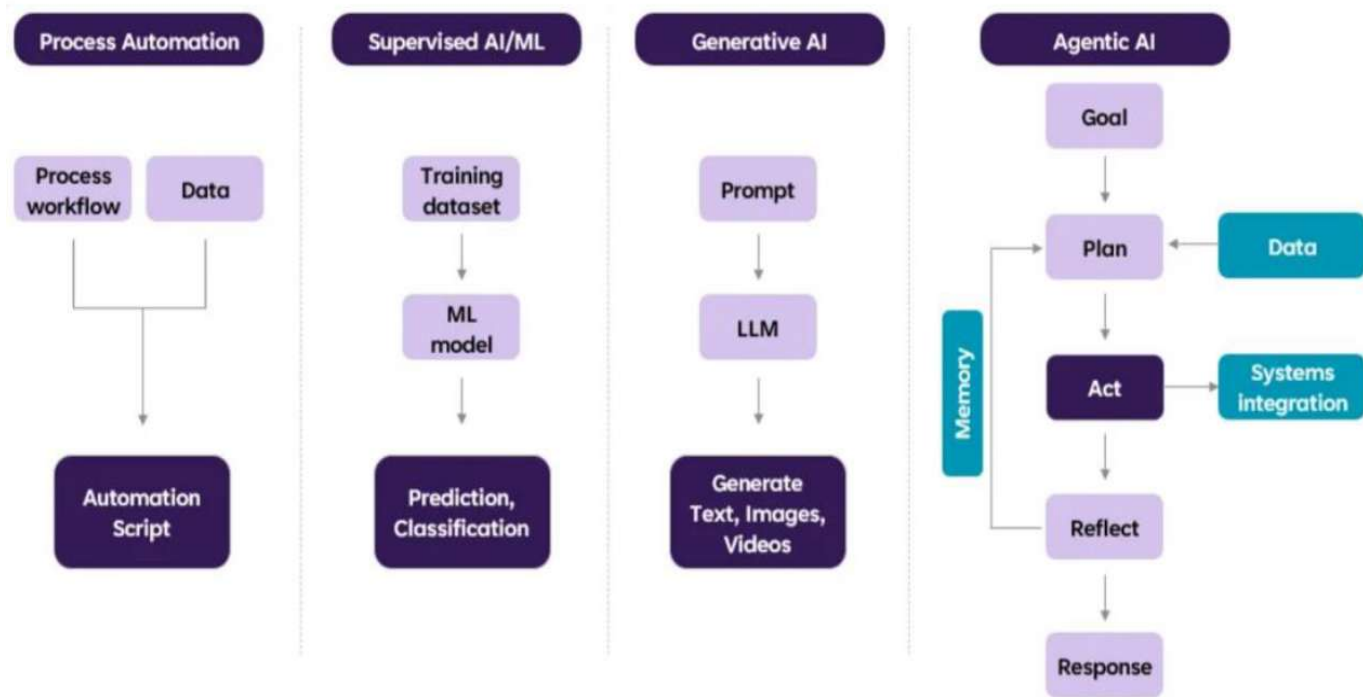 Process Automation
Supervised AI/ML
Generative AI
Agentic AI
Process
workflow
Data
Automation
Script
Training
dataset
ML
model
Prediction,
Classification
Prompt
LLM
Generate
Text, Images,
Videos
Goal
Plan
Data
Memory
Act
Systems
integration
Reflect
Response